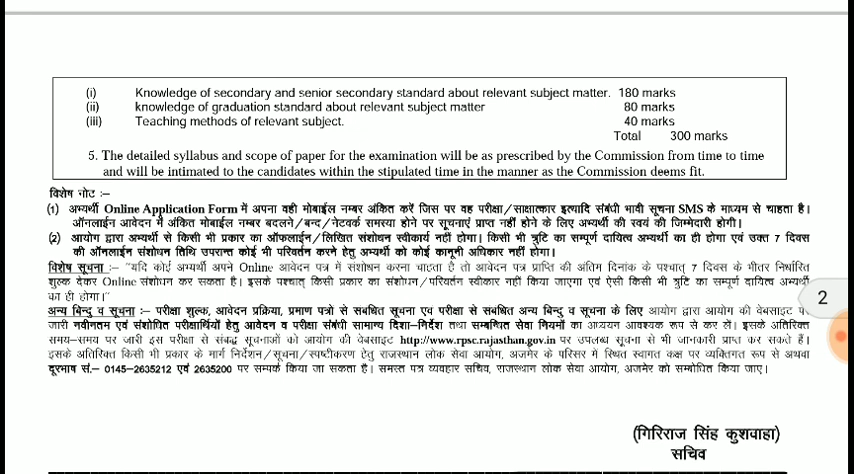 (i) Knowledge of secondary and senior secondary standard about relevant subject matter. 180 marks
(ii) knowledge of graduation standard about relevant subject matter 80 marks
(iii) Teaching methods of relevant subject. 40 marks
Total 300 marks
5. The detailed syllabus and scope of paper for the examination will be as prescribed by the Commission from time to time
and will be intimated to the candidates within the stipulated time in the manner as the Commission deems fit.
विशेष नोट :–
(1) अभ्यर्थी Online Application Form में अपना वही मोबाईल नम्बर अंकित करें जिस पर वह परीक्षा/साक्षात्कार इत्यादि संबंधी भावी सूचना SMS के माध्यम से चाहता है।
ऑनलाईन आवेदन में अंकित मोबाईल नम्बर बदलने/बन्द/नेटवर्क समस्या होने पर सूचनाएं प्राप्त नहीं होने के लिए अभ्यर्थी की स्वयं की जिम्मेदारी होगी।
(2) आयोग द्वारा अभ्यर्थी से किसी भी प्रकार का ऑफलाईन/लिखित संशोधन स्वीकार्य नहीं होगा। किसी भी त्रुटि का सम्पूर्ण दायित्व अभ्यर्थी का ही होगा एवं उक्त 7 दिवस
की ऑनलाईन संशोधन तिथि उपरान्त कोई भी परिवर्तन करने हेतु अभ्यर्थी को कोई कानूनी अधिकार नहीं होगा।
विशेष सूचना :– "यदि कोई अभ्यर्थी अपने Online आवेदन पत्र में संशोधन करना चाहता है तो आवेदन पत्र प्राप्ति की अंतिम दिनांक के पश्चात् 7 दिवस के भीतर निर्धारित
शुल्क देकर Online संशोधन कर सकता है। इसके पश्चात् किसी प्रकार का संशोधन/परिवर्तन स्वीकार नहीं किया जाएगा एवं ऐसी किसी भी त्रुटि का सम्पूर्ण दायित्व अभ्यर्थी
का ही होगा।"
अन्य बिन्दु व सूचना :– परीक्षा शुल्क, आवेदन प्रक्रिया, प्रमाण पत्रों से सबंधित सूचना एवं परीक्षा से सबंधित अन्य बिन्दु व सूचना के लिए आयोग द्वारा आयोग की वेबसाइट प
जारी नवीनतम एवं संशोधित परीक्षार्थियों हेतु आवेदन व परीक्षा संबंधी सामान्य दिशा–निर्देश तथा सम्बन्धित सेवा नियमों का अध्ययन आवश्यक रूप से कर लें। इसके अतिरिक्त
समय–समय पर जारी इस परीक्षा से संबद्ध सूचनाओं को आयोग की वेबसाइट http://www.rpsc.rajasthan.gov.in पर उपलब्ध सूचना से भी जानकारी प्राप्त कर सकते हैं।
इसके अतिरिक्त किसी भी प्रकार के मार्ग निर्देशन/सूचना/स्पष्टीकरण हेतु राजस्थान लोक सेवा आयोग, अजमेर के परिसर में स्थित स्वागत कक्ष पर व्यक्तिगत रूप से अथवा
दूरभाष सं.– 0145–2635212 एवं 2635200 पर सम्पर्क किया जा सकता है। समस्त पत्र व्यवहार सचिव, राजस्थान लोक सेवा आयोग, अजमेर को सम्बोधित किया जाए।
2
(गिरिराज सिंह कुशवाहा)
सचिव